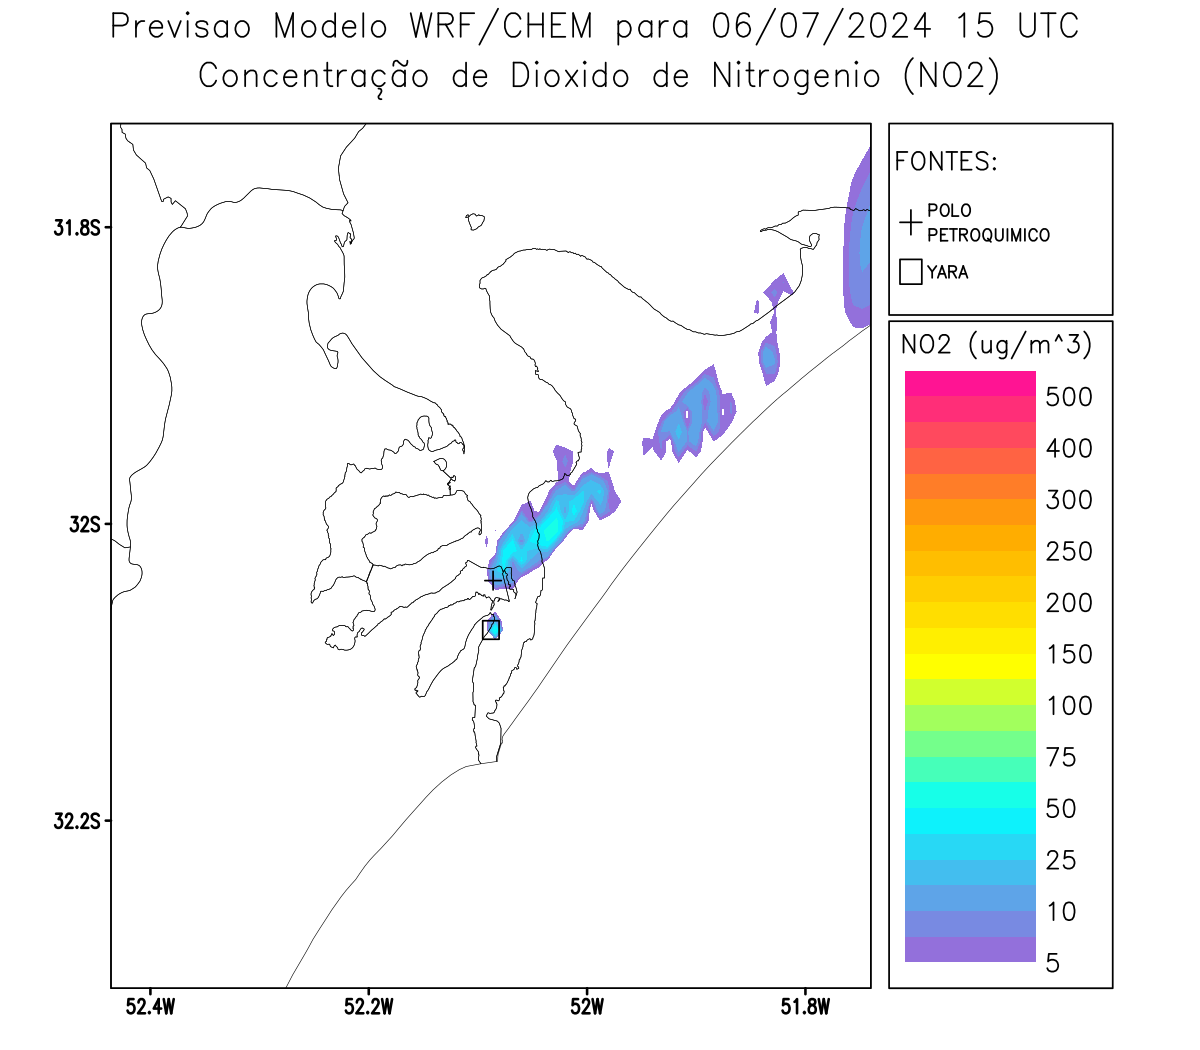 Previsao Modelo WRF/CHEM para 06/07/2024 15 UTC
Concentração de Dioxido de Nitrogenio (NO2)
FONTES:
POLO
PETROQUIMICO
YARA
31.8S
32S
32.2S
52.4W
52.2W
52W
51.8W
NO2 (ug/m^3)
500
400
300
250
200
150
100
75
50
25
10
5